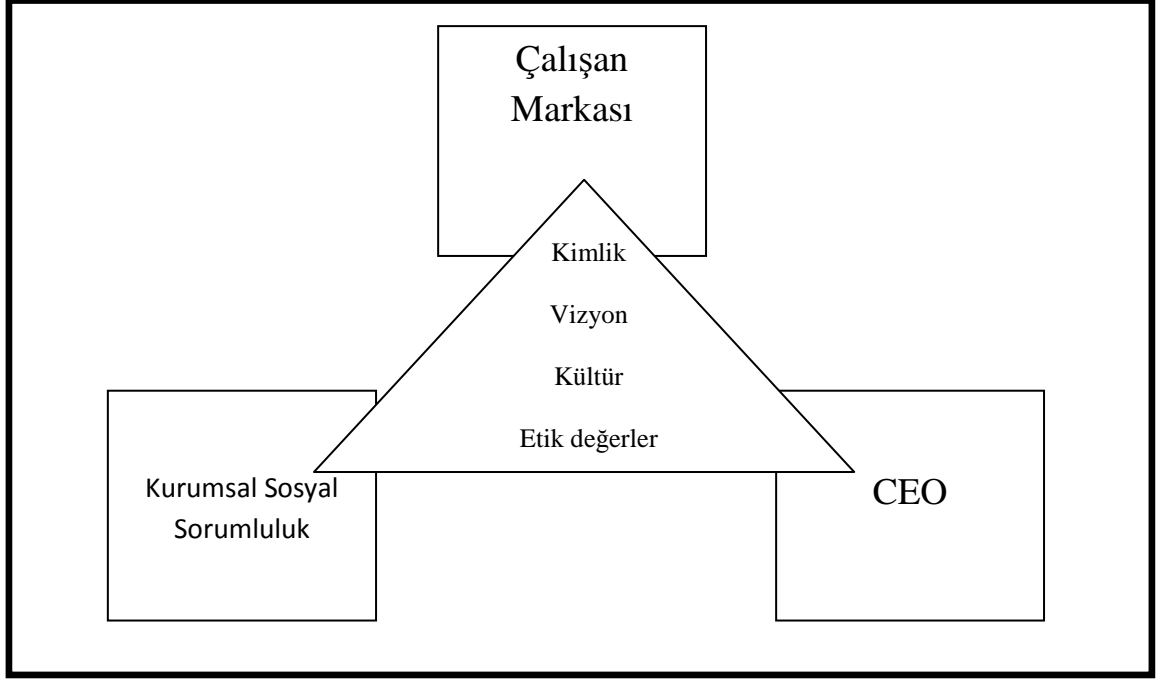 Çalışan
Markası
Kimlik
Vizyon
Kültür
Etik değerler
Kurumsal Sosyal
Sorumluluk
CEO